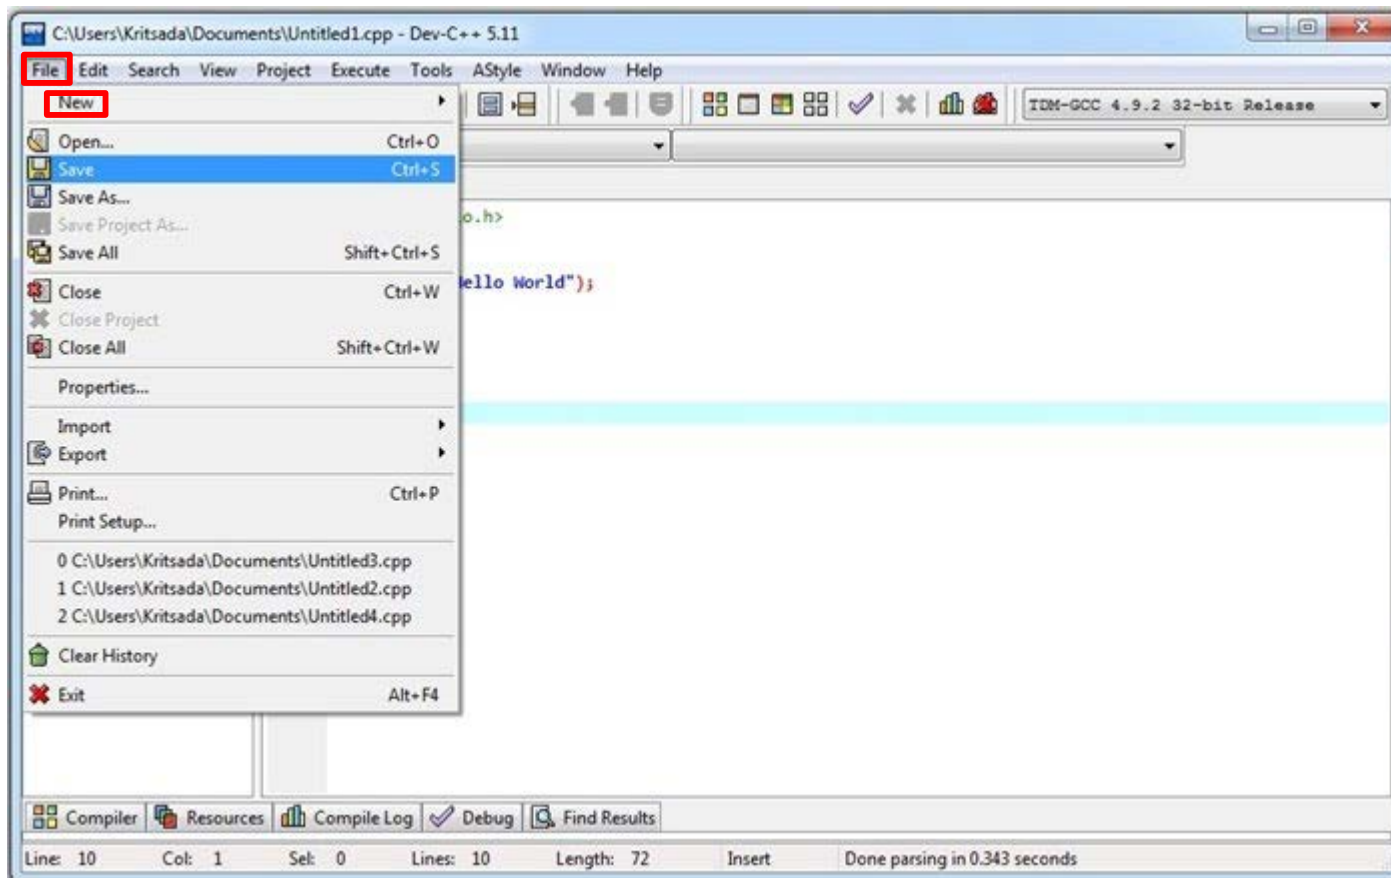 C:\Users\Kritsada\Documents\Untitled1.cpp - Dev-C++ 5.11
File Edit Search View Project Execute Tools AStyle Window Help
New
TDM-GCC 4.9.2 32-bit Release
Open... Ctrl+O
Save Ctrl+S
Save As...
Save Project As...
o.h>
Save All Shift+Ctrl+S
ello World");
Close Ctrl+W
Close Project
Close All Shift+Ctrl+W
Properties...
Import
Export
Print... Ctrl+P
Print Setup...
0 C:\Users\Kritsada\Documents\Untitled3.cpp
1 C:\Users\Kritsada\Documents\Untitled2.cpp
2 C:\Users\Kritsada\Documents\Untitled4.cpp
Clear History
Exit Alt+F4
Compiler Resources Compile Log Debug Find Results
Line: 10 Col: 1 Sel: 0 Lines: 10 Length: 72 Insert Done parsing in 0.343 seconds